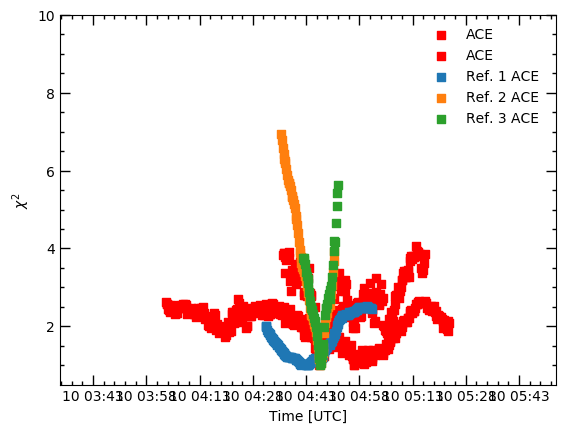 10
8
6
4
2
χ²
ACE
ACE
Ref. 1 ACE
Ref. 2 ACE
Ref. 3 ACE
10 03:43 10 03:58 10 04:13 10 04:28 10 04:43 10 04:58 10 05:13 10 05:28 10 05:43
Time [UTC]